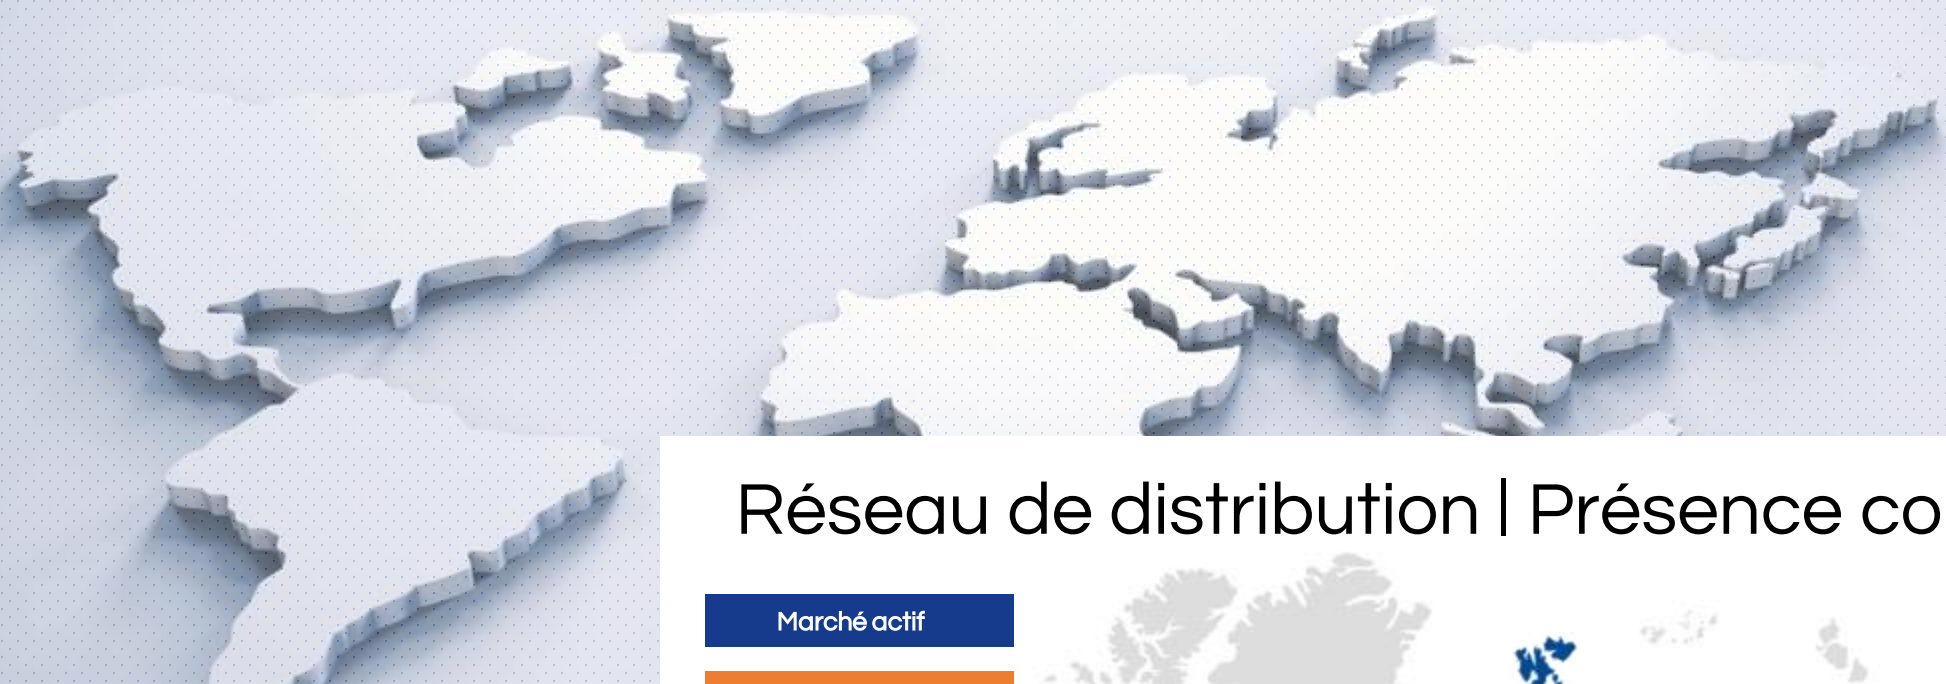 Réseau de distribution | Présence co
Marché actif